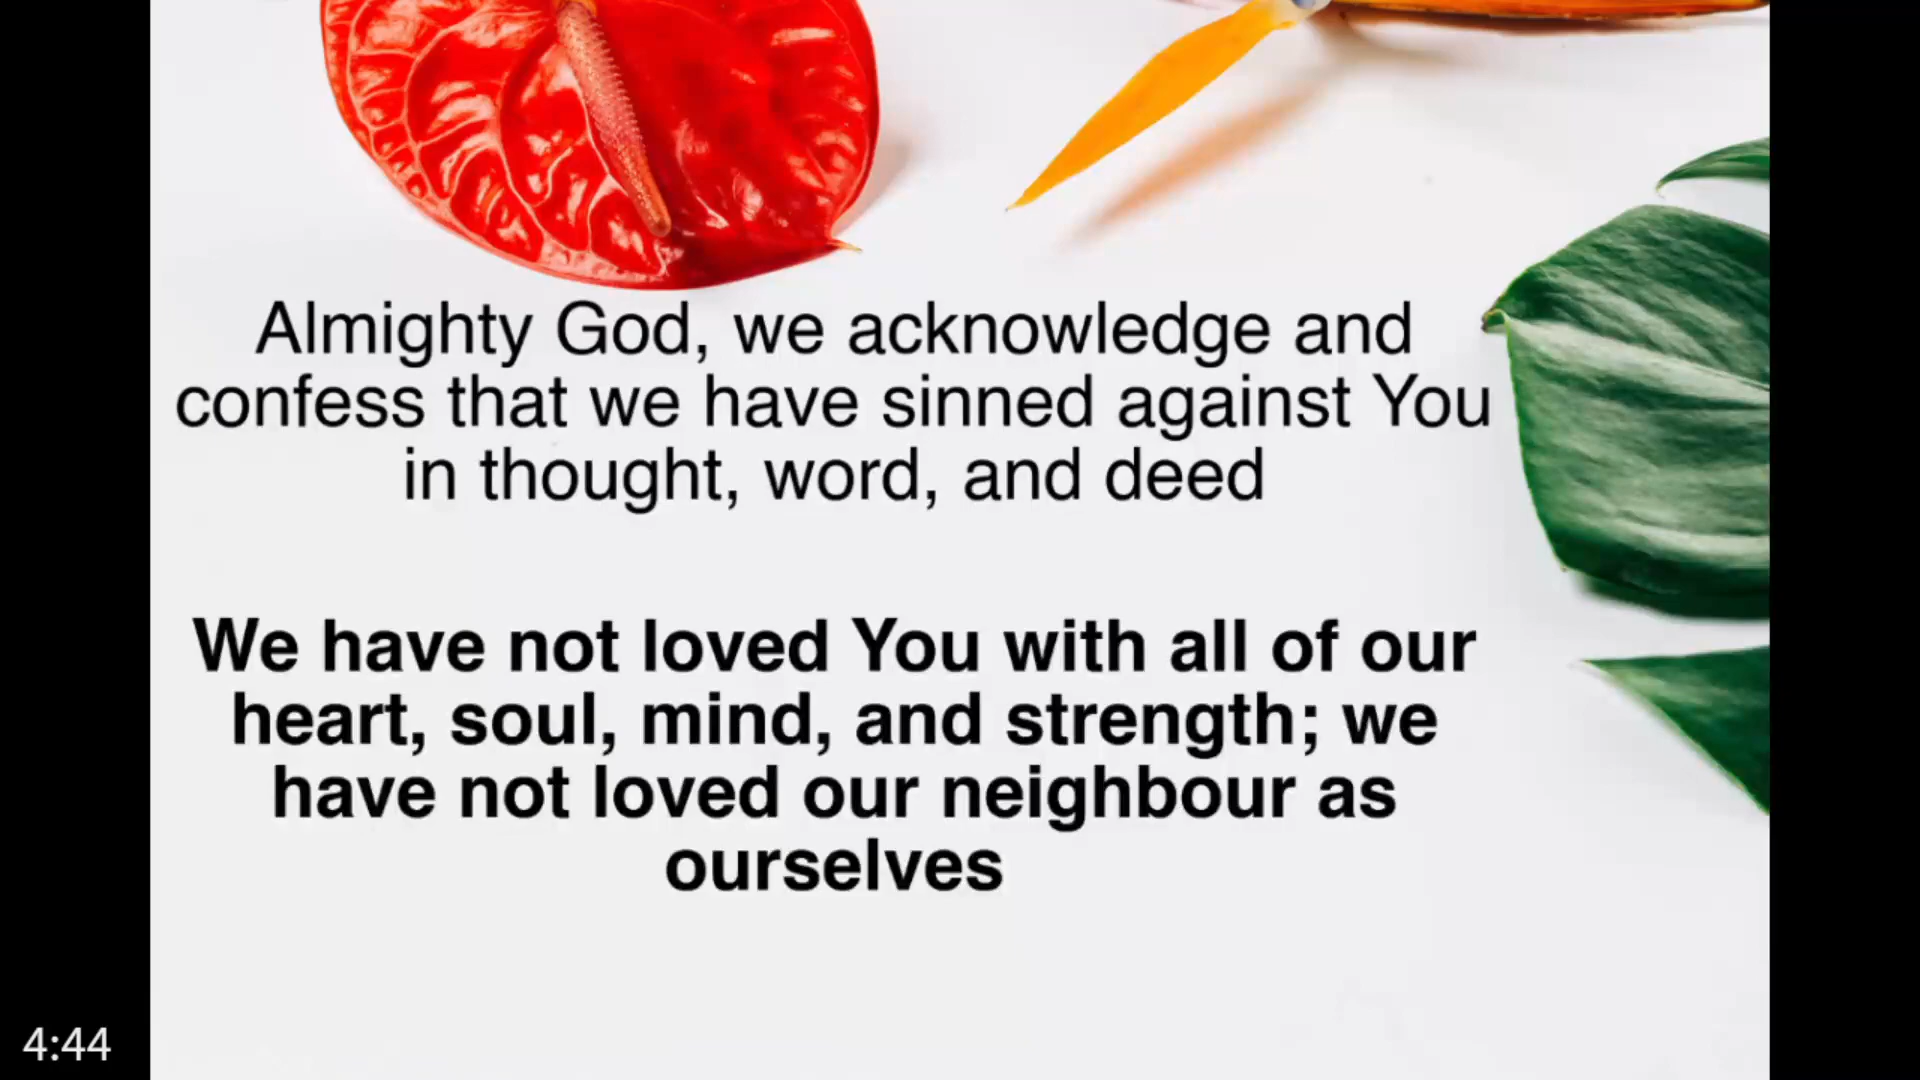 Almighty God, we acknowledge and
confess that we have sinned against You
in thought, word, and deed
We have not loved You with all of our
heart, soul, mind, and strength; we
have not loved our neighbour as
ourselves
4:44